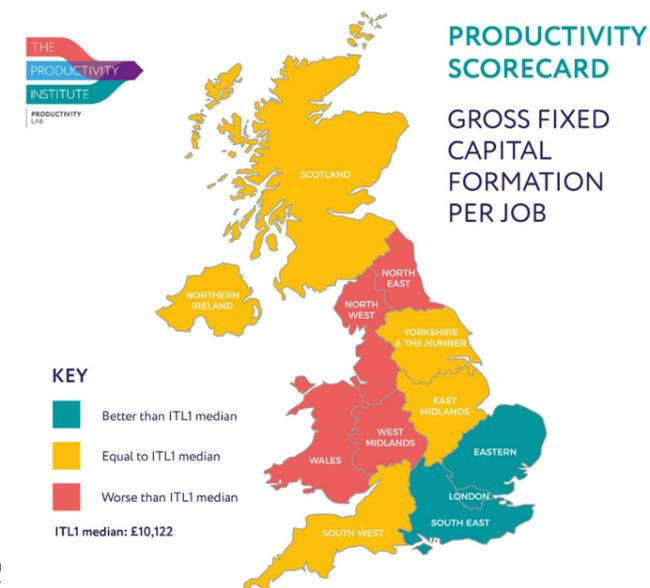 THE
PRODUCTIVITY
INSTITUTE
PRODUCTIVITY
LAB
PRODUCTIVITY
SCORECARD
GROSS FIXED
CAPITAL
FORMATION
PER JOB
SCOTLAND
NORTHERN
IRELAND
NORTH
EAST
NORTH
WEST
YORKSHIRE
& THE HUMBER
EAST
MIDLANDS
WEST
MIDLANDS
WALES
EASTERN
LONDON
SOUTH EAST
SOUTH WEST
KEY
Better than ITL1 median
Equal to ITL1 median
Worse than ITL1 median
ITL1 median: £10,122